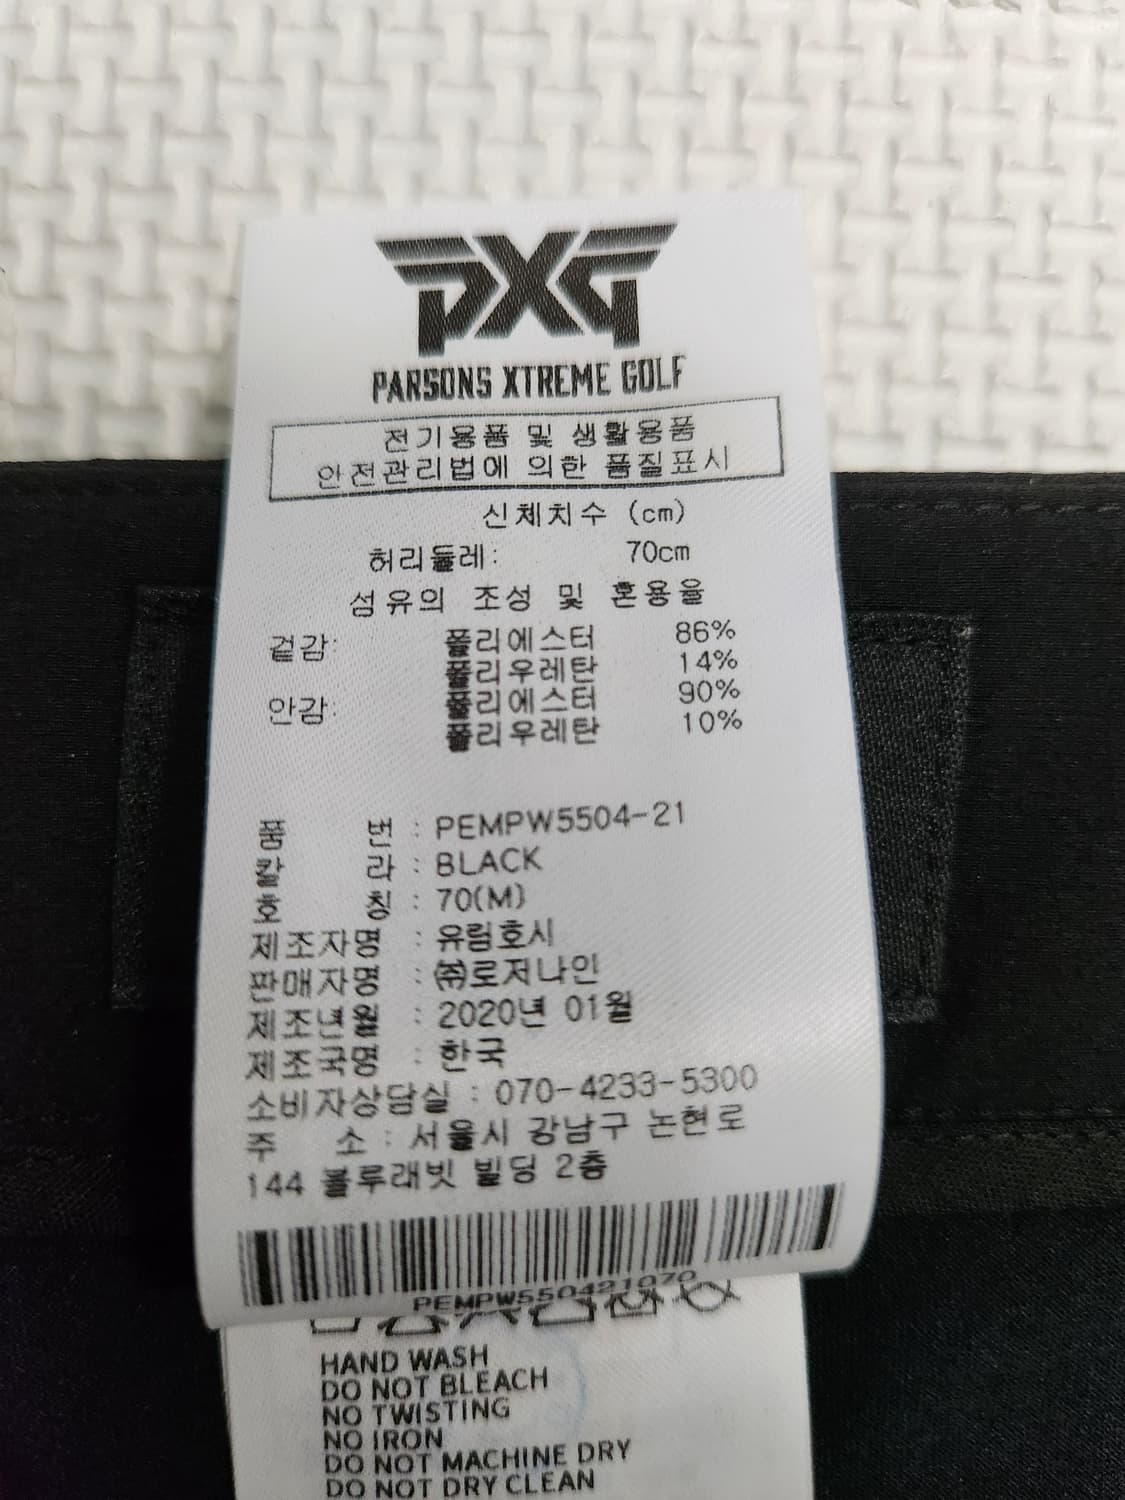 PXG
PARSONS XTREME GOLF
전기용품 및 생활용품
안전관리법에 의한 품질표시
신체치수 (cm)
허리둘레: 70cm
섬유의 조성 및 혼용율
겉감: 폴리에스터 86%
폴리우레탄 14%
안감: 폴리에스터 90%
폴리우레탄 10%
품 번 : PEMPW5504-21
칼 라 : BLACK
호 칭 : 70(M)
제조자명 : 유림호시
판매자명 : ㈜로저나인
제조년월 : 2020년 01월
제조국명 : 한국
소비자상담실 : 070-4233-5300
주 소 : 서울시 강남구 논현로
144 블루래빗 빌딩 2층
PEMPW550421070
HAND WASH
DO NOT BLEACH
NO TWISTING
NO IRON
DO NOT MACHINE DRY
DO NOT DRY CLEAN